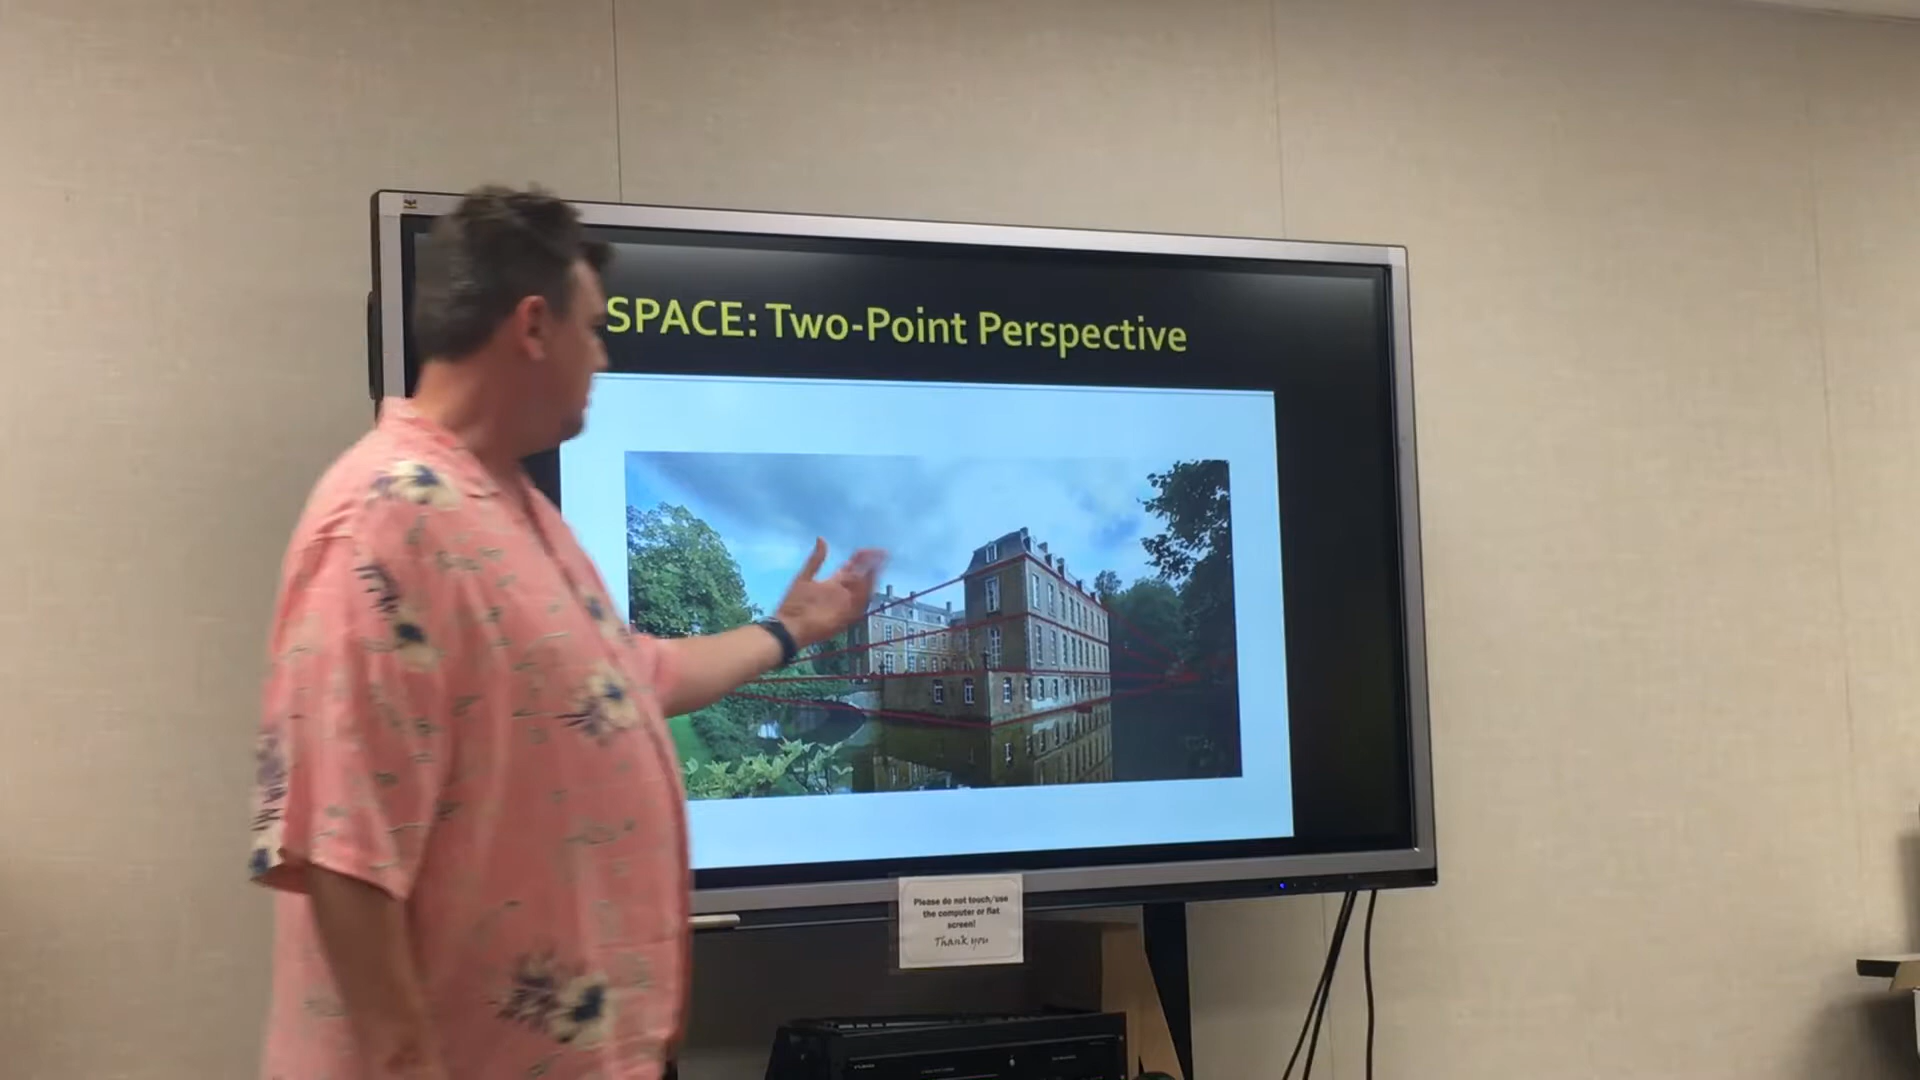 SPACE: Two-Point Perspective
Please do not touch/use
the computer or flat
screen!
Thank you